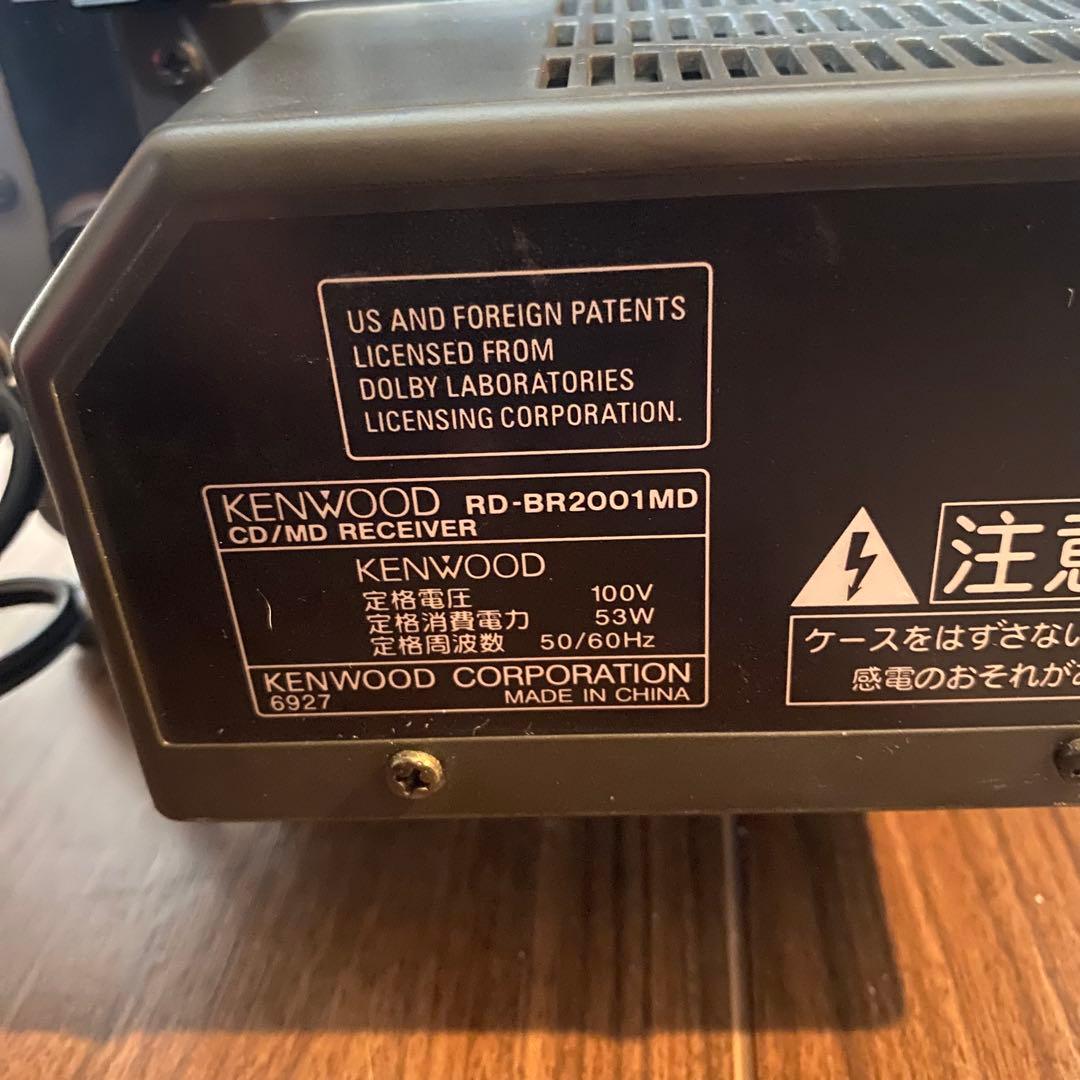 US AND FOREIGN PATENTS
LICENSED FROM
DOLBY LABORATORIES
LICENSING CORPORATION.
KENWOOD RD-BR2001MD
CD/MD RECEIVER
KENWOOD
定格電圧 100V
定格消費電力 53W
定格周波数 50/60Hz
KENWOOD CORPORATION
6927 MADE IN CHINA
注意
ケースをはずさない
感電のおそれが